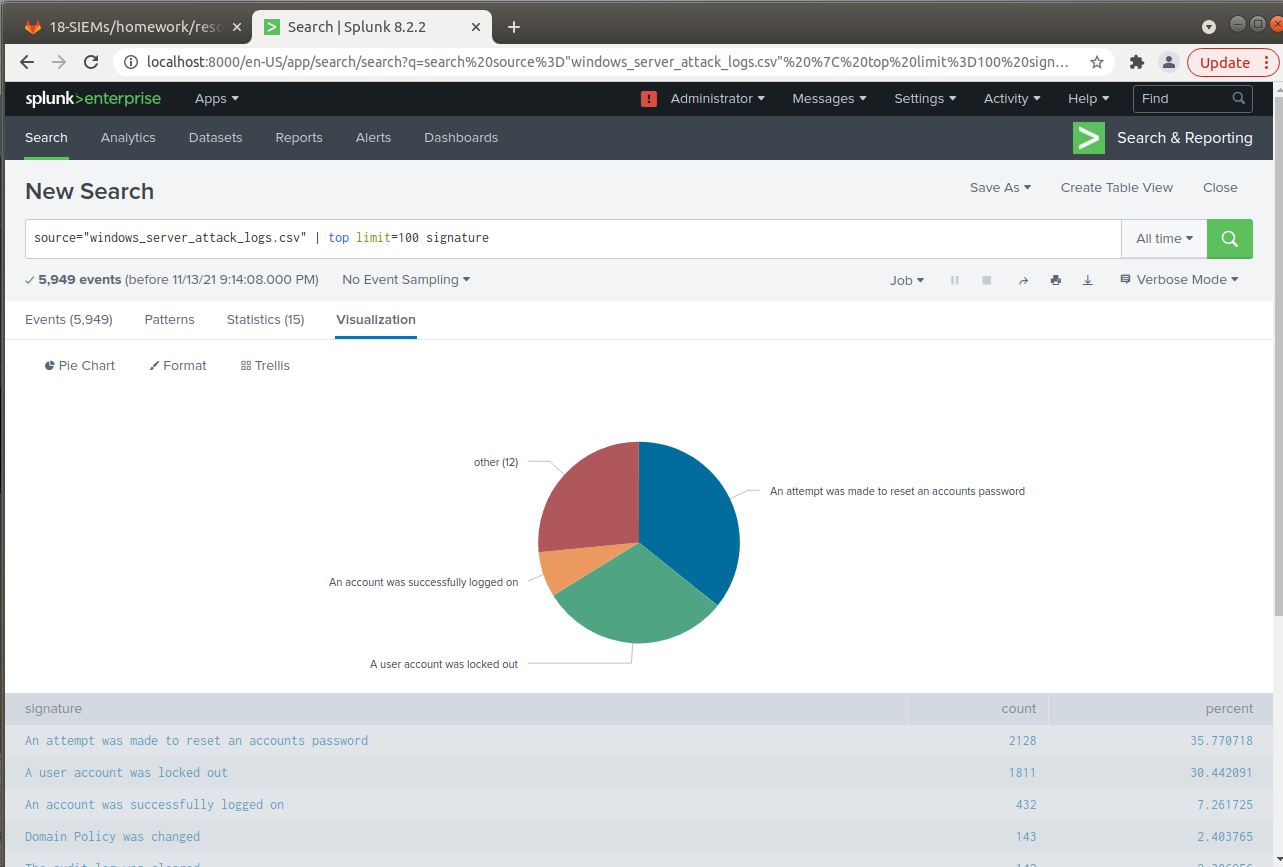 18-SIEMs/homework/reso
Search | Splunk 8.2.2
localhost:8000/en-US/app/search/search?q=search%20source%3D"windows_server_attack_logs.csv"%20%7C%20top%20limit%3D100%20sign...
Update
splunk>enterprise Apps Administrator Messages Settings Activity Help Find
Search Analytics Datasets Reports Alerts Dashboards Search & Reporting
New Search Save As Create Table View Close
source="windows_server_attack_logs.csv" | top limit=100 signature All time
5,949 events (before 11/13/21 9:14:08.000 PM) No Event Sampling Job Verbose Mode
Events (5,949) Patterns Statistics (15) Visualization
Pie Chart Format Trellis
other (12)
An attempt was made to reset an accounts password
An account was successfully logged on
A user account was locked out
signature count percent
An attempt was made to reset an accounts password 2128 35.770718
A user account was locked out 1811 30.442091
An account was successfully logged on 432 7.261725
Domain Policy was changed 143 2.403765
The audit log was cleared